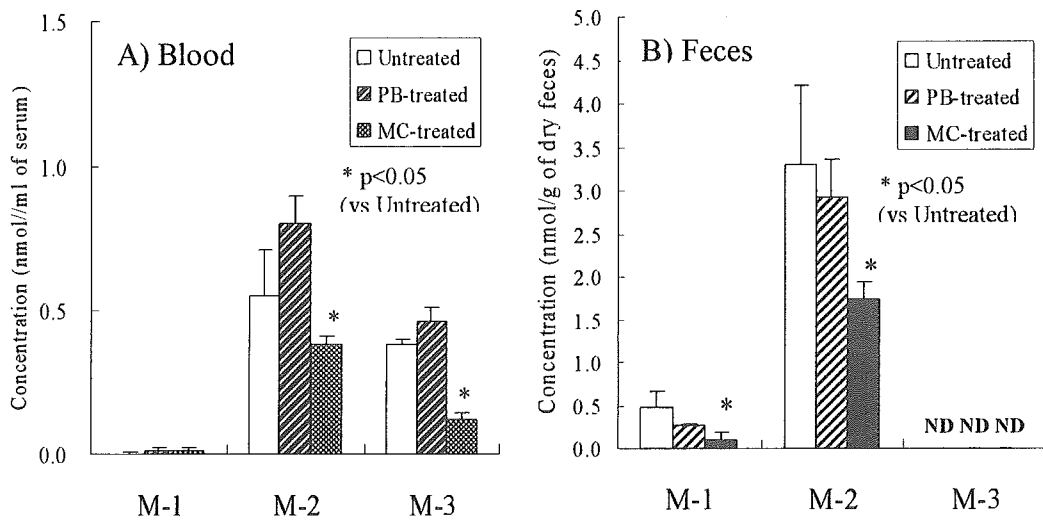 A) Blood
Untreated
PB-treated
MC-treated
* p<0.05
(vs Untreated)
Concentration (nmol//ml of serum)
1.5
1.0
0.5
0.0
*
*
M-1 M-2 M-3
B) Feces
Untreated
PB-treated
MC-treated
* p<0.05
(vs Untreated)
Concentration (nmol/g of dry feces)
5.0
4.5
4.0
3.5
3.0
2.5
2.0
1.5
1.0
0.5
0.0
*
*
ND ND ND
M-1 M-2 M-3